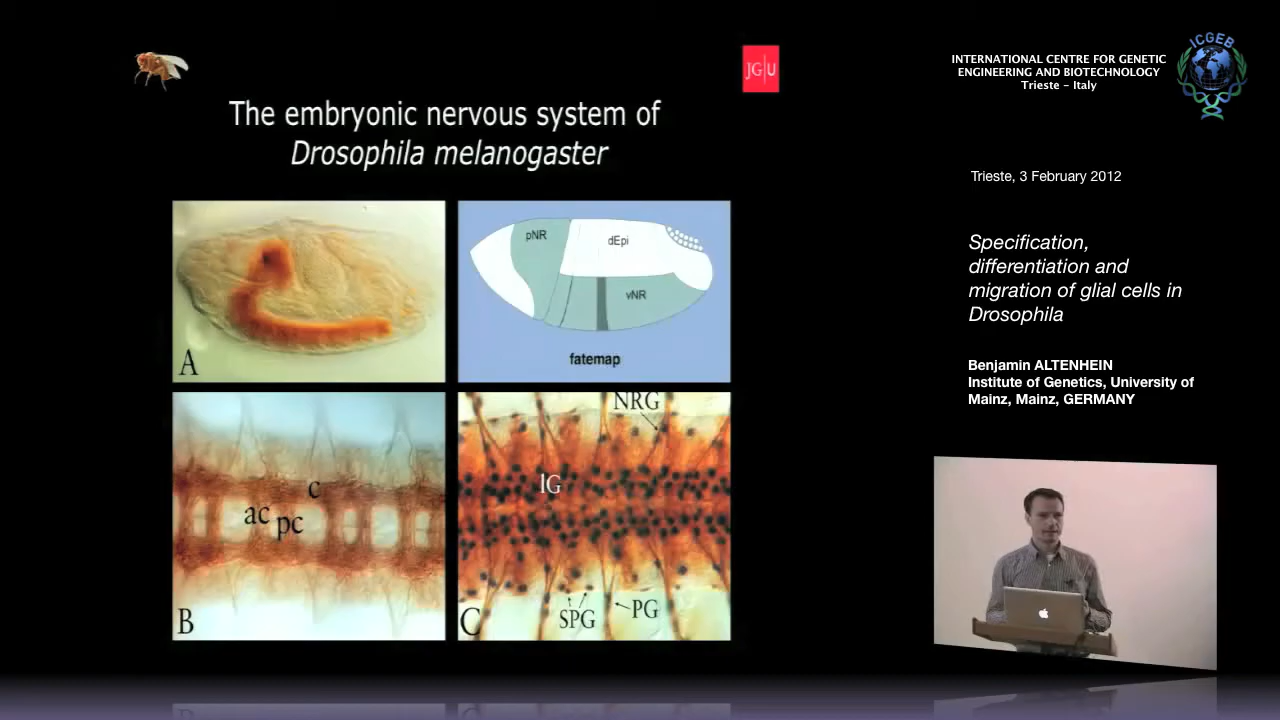 JG|U
The embryonic nervous system of
Drosophila melanogaster
A
pNR
dEpi
vNR
fatemap
B
c
ac
pc
C
NRG
lG
SPG
PG
ICGEB
INTERNATIONAL CENTRE FOR GENETIC
ENGINEERING AND BIOTECHNOLOGY
Trieste - Italy
Trieste, 3 February 2012
Specification,
differentiation and
migration of glial cells in
Drosophila
Benjamin ALTENHEIN
Institute of Genetics, University of
Mainz, Mainz, GERMANY